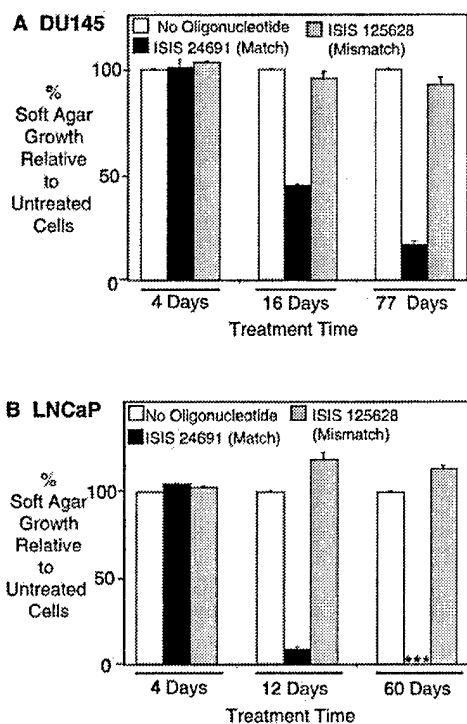 A DU145
No Oligonucleotide
ISIS 24691 (Match)
ISIS 125628
(Mismatch)
%
Soft Agar
Growth
Relative
to
Untreated
Cells
100
50
0
4 Days
16 Days
77 Days
Treatment Time
B LNCaP
No Oligonucleotide
ISIS 24691 (Match)
ISIS 125628
(Mismatch)
%
Soft Agar
Growth
Relative
to
Untreated
Cells
100
50
0
***
4 Days
12 Days
60 Days
Treatment Time